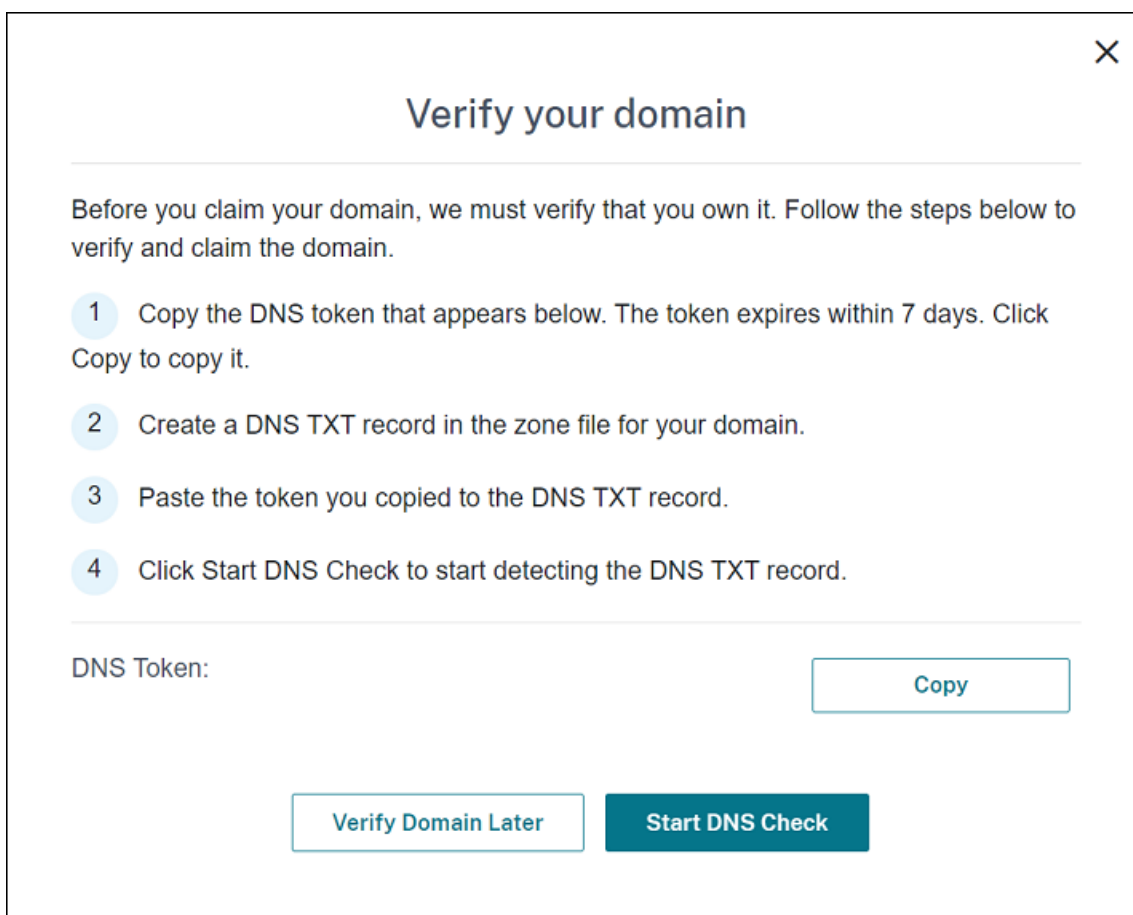 Verify your domain
Before you claim your domain, we must verify that you own it. Follow the steps below to
verify and claim the domain.
1 Copy the DNS token that appears below. The token expires within 7 days. Click
Copy to copy it.
2 Create a DNS TXT record in the zone file for your domain.
3 Paste the token you copied to the DNS TXT record.
4 Click Start DNS Check to start detecting the DNS TXT record.
DNS Token:
Copy
Verify Domain Later
Start DNS Check